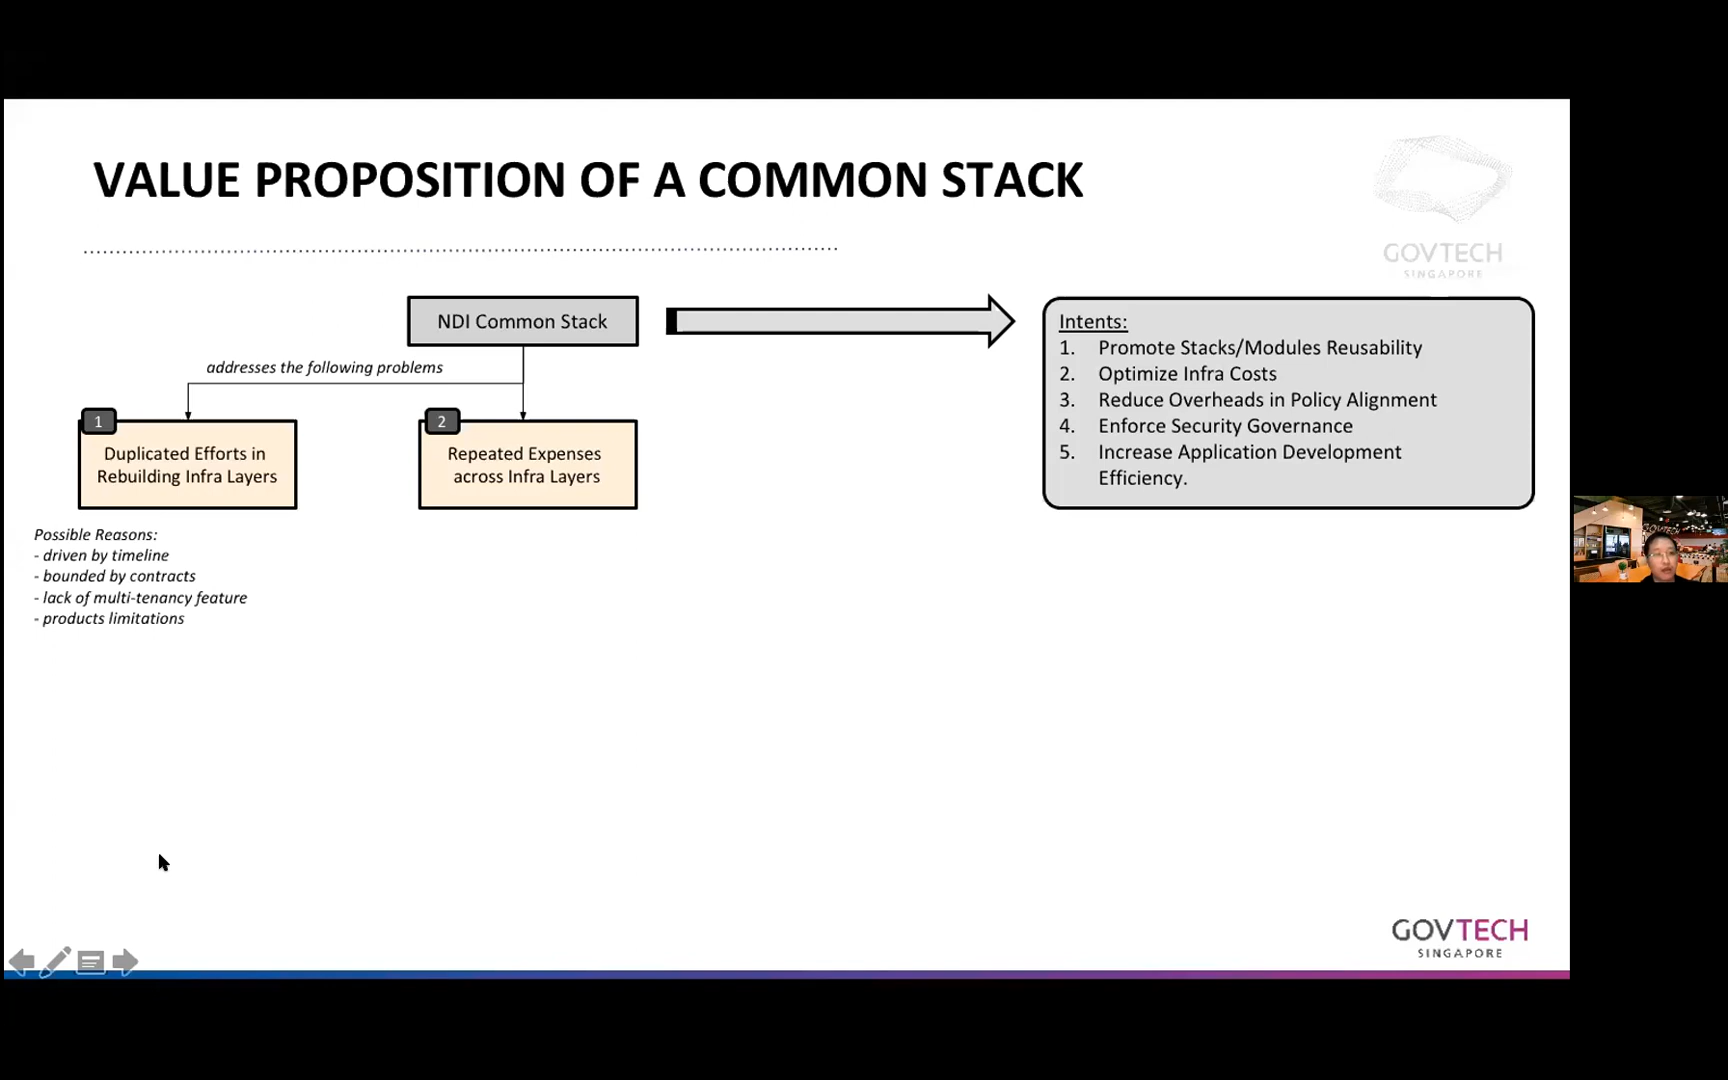 VALUE PROPOSITION OF A COMMON STACK
GOVTECH
SINGAPORE
NDI Common Stack
addresses the following problems
1
Duplicated Efforts in
Rebuilding Infra Layers
2
Repeated Expenses
across Infra Layers
Possible Reasons:
- driven by timeline
- bounded by contracts
- lack of multi-tenancy feature
- products limitations
Intents:
1. Promote Stacks/Modules Reusability
2. Optimize Infra Costs
3. Reduce Overheads in Policy Alignment
4. Enforce Security Governance
5. Increase Application Development
Efficiency.
GOVTECH
SINGAPORE